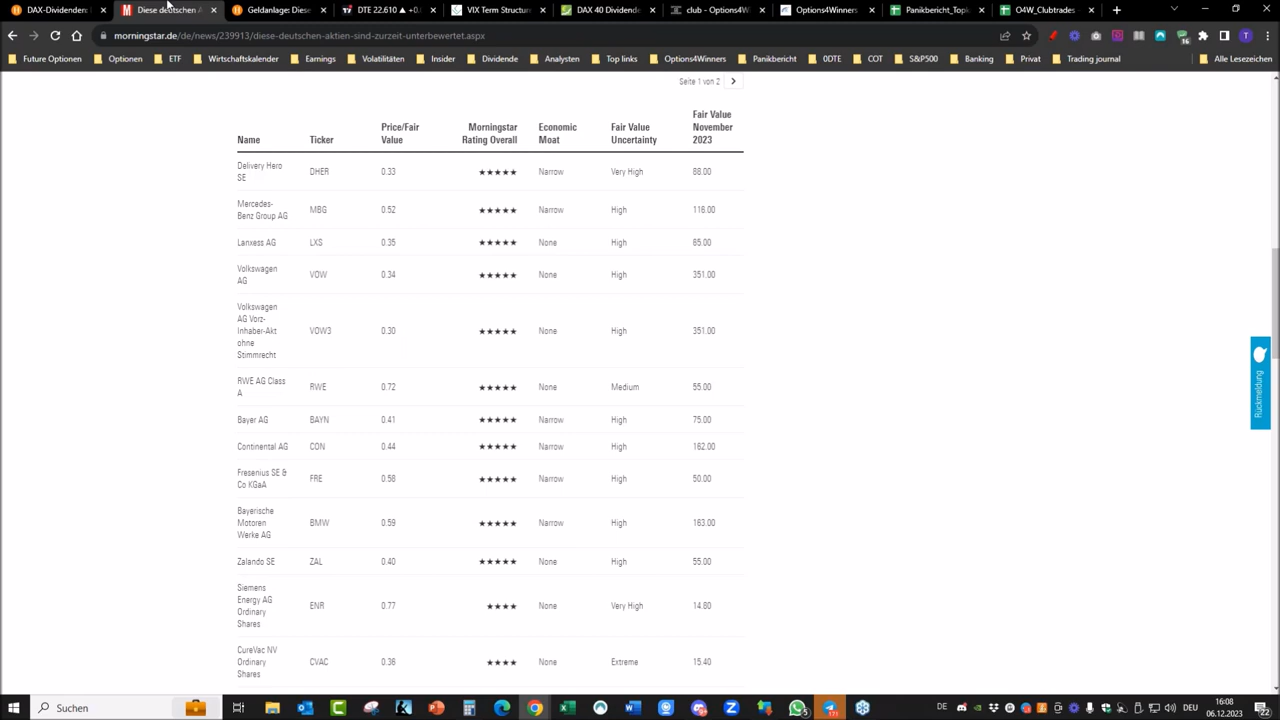 DAX-Dividenden:
Diese deutschen A
Geldanlage: Diese
DTE 22.610 ▲ +0.
VIX Term Structur
DAX 40 Dividende
club - Options4W
Options4Winners
Panikbericht_Topl
O4W_Clubtrades
morningstar.de/de/news/239913/diese-deutschen-aktien-sind-zurzeit-unterbewertet.aspx
Future Optionen Optionen ETF Wirtschaftskalender Earnings Volatilitäten Insider Dividende Analysten Top links Options4Winners Panikbericht 0DTE COT S&P500 Banking Privat Trading journal Alle Lesezeichen
Seite 1 von 2
Name Ticker Price/Fair Value Morningstar Rating Overall Economic Moat Fair Value Uncertainty Fair Value November 2023
Delivery Hero SE DHER 0.33 ★★★★★ Narrow Very High 88.00
Mercedes-Benz Group AG MBG 0.52 ★★★★★ Narrow High 116.00
Lanxess AG LXS 0.35 ★★★★★ None High 65.00
Volkswagen AG VOW 0.34 ★★★★★ None High 351.00
Volkswagen AG Vorz-Inhaber-Akt ohne Stimmrecht VOW3 0.30 ★★★★★ None High 351.00
RWE AG Class A RWE 0.72 ★★★★★ None Medium 55.00
Bayer AG BAYN 0.41 ★★★★★ Narrow High 75.00
Continental AG CON 0.44 ★★★★★ Narrow High 162.00
Fresenius SE & Co KGaA FRE 0.58 ★★★★★ Narrow High 50.00
Bayerische Motoren Werke AG BMW 0.59 ★★★★★ Narrow High 163.00
Zalando SE ZAL 0.40 ★★★★★ None High 55.00
Siemens Energy AG Ordinary Shares ENR 0.77 ★★★★ None Very High 14.80
CureVac NV Ordinary Shares CVAC 0.36 ★★★★ None Extreme 15.40
Rückmeldung
Suchen
DE
DEU
16:08
06.12.2023